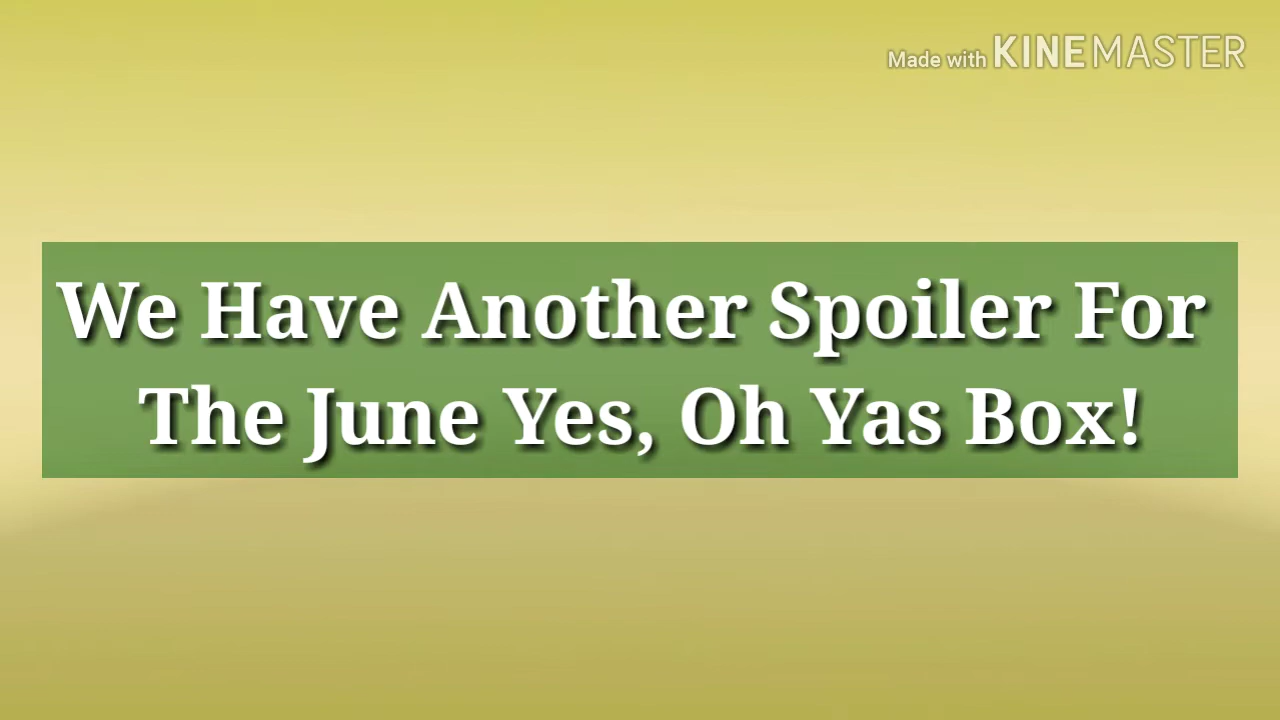 Made with KINEMASTER
We Have Another Spoiler For
The June Yes, Oh Yas Box!